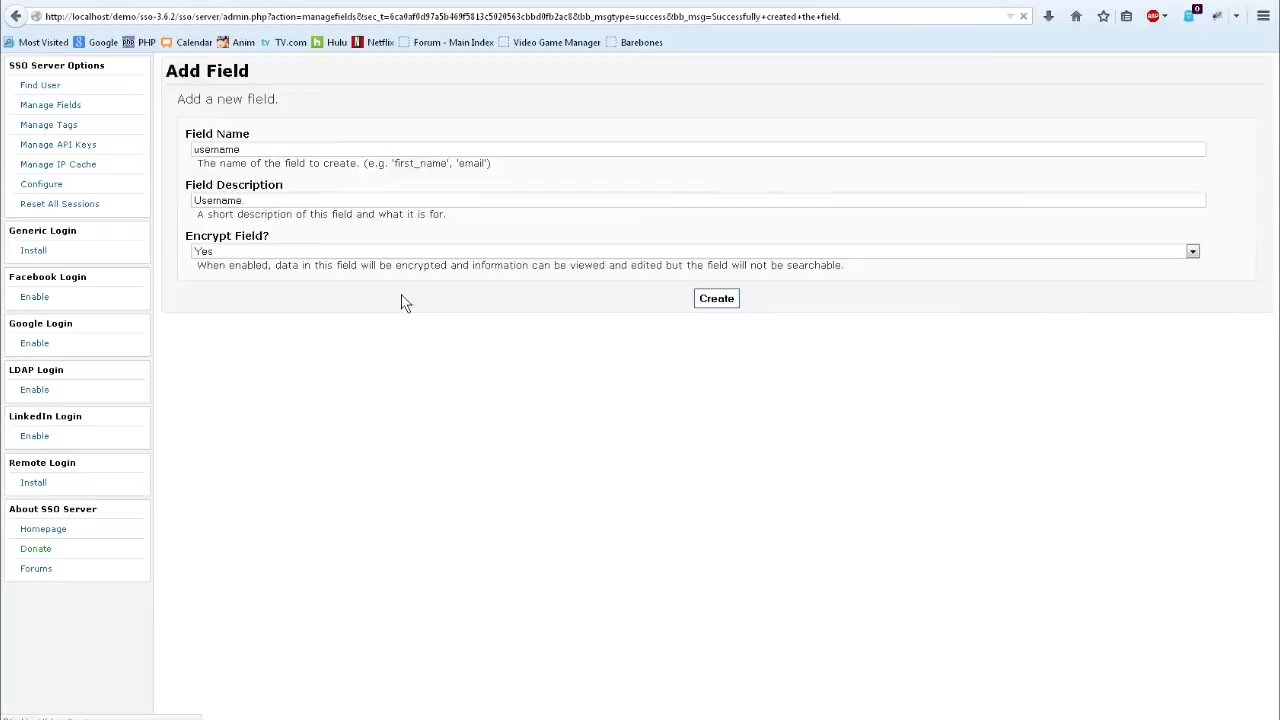 http://localhost/demo/sso-3.6.2/sso/server/admin.php?action=managefields&sec_t=6ca0af0d97a3b469f5813c5020563cbbd0fb2ac8&bb_msgtype=success&bb_msg=Successfully+created+the+field.
Most Visited Google PHP Calendar Anim TV.com Hulu Netflix Forum - Main Index Video Game Manager Barebones
SSO Server Options
Find User
Manage Fields
Manage Tags
Manage API Keys
Manage IP Cache
Configure
Reset All Sessions
Generic Login
Install
Facebook Login
Enable
Google Login
Enable
LDAP Login
Enable
LinkedIn Login
Enable
Remote Login
Install
About SSO Server
Homepage
Donate
Forums
Add Field
Add a new field.
Field Name
username
The name of the field to create. (e.g. 'first_name', 'email')
Field Description
Username.
A short description of this field and what it is for.
Encrypt Field?
Yes
When enabled, data in this field will be encrypted and information can be viewed and edited but the field will not be searchable.
Create